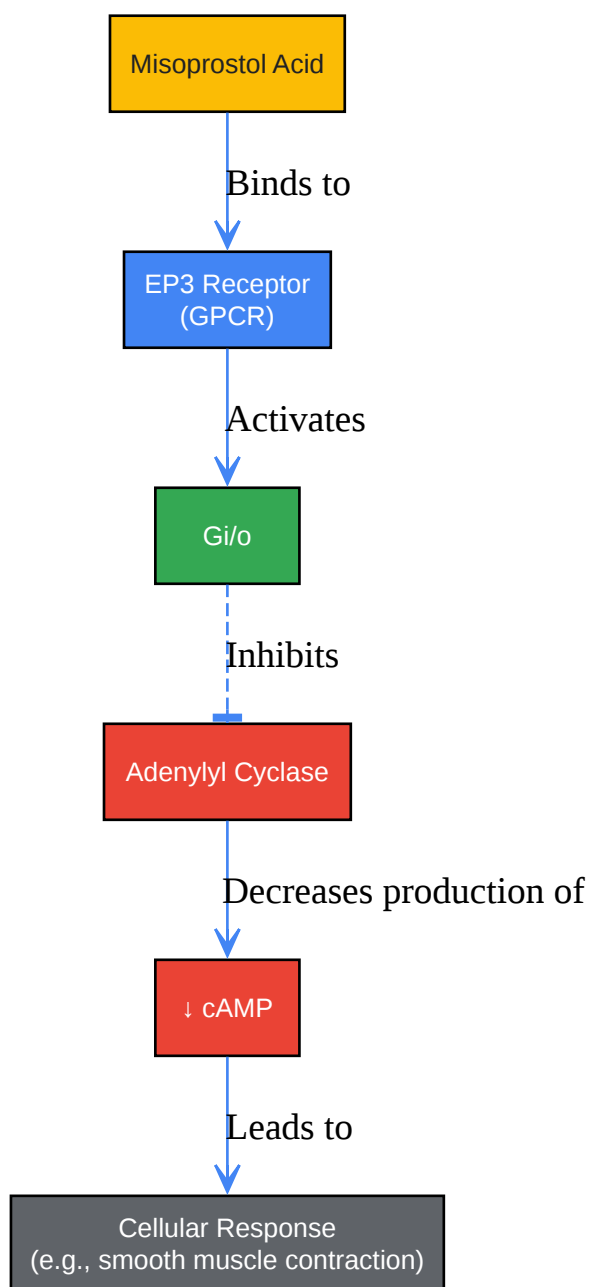 Misoprostol Acid
Binds to
EP3 Receptor
(GPCR)
Activates
Gi/o
Inhibits
Adenylyl Cyclase
Decreases production of
↓ cAMP
Leads to
Cellular Response
(e.g., smooth muscle contraction)